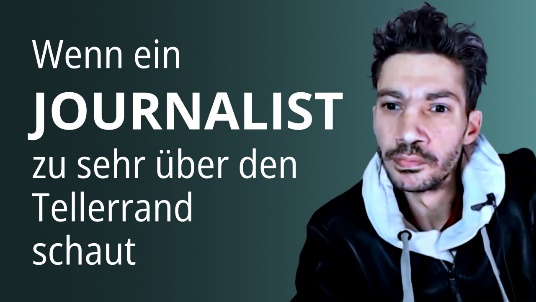 Wenn ein
JOURNALIST
zu sehr über den
Tellerrand
schaut